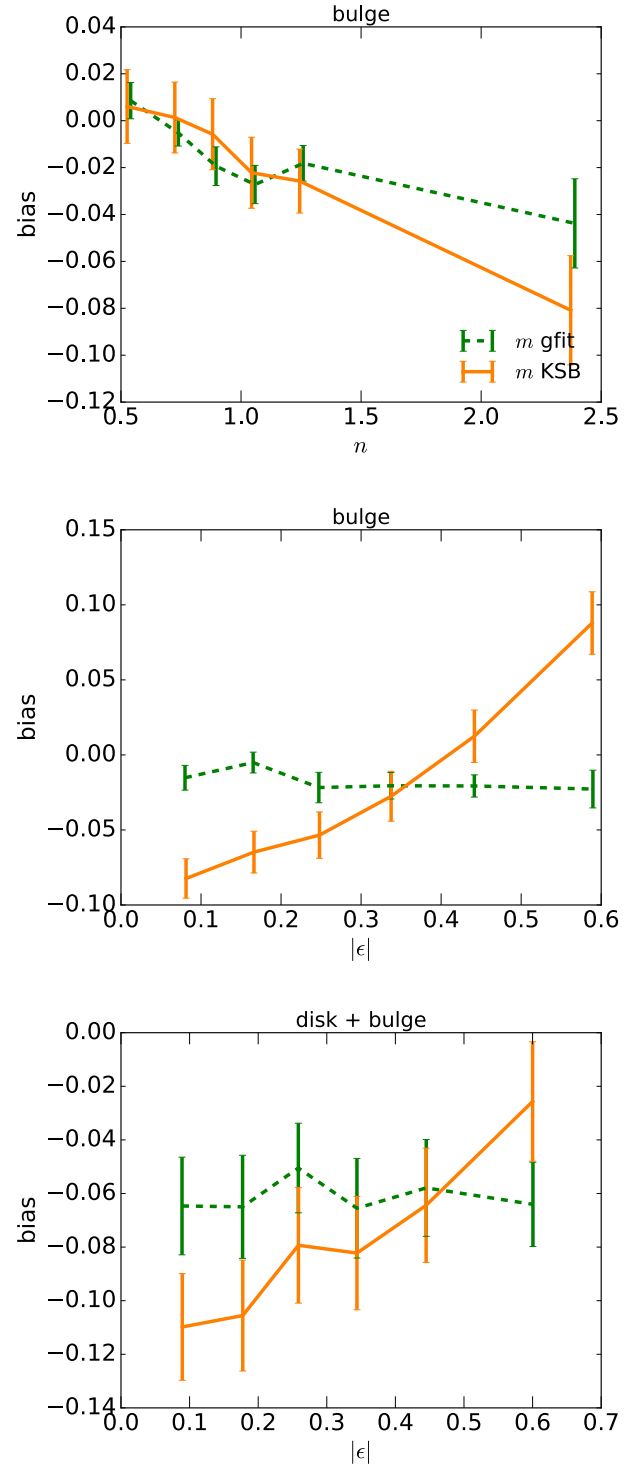 bulge
0.04
0.02
0.00
−0.02
−0.04
−0.06
−0.08
−0.10
−0.12
bias
m gfit
m KSB
0.5 1.0 1.5 2.0 2.5
n
bulge
0.15
0.10
0.05
0.00
−0.05
−0.10
bias
0.0 0.1 0.2 0.3 0.4 0.5 0.6
|ϵ|
disk + bulge
0.00
−0.02
−0.04
−0.06
−0.08
−0.10
−0.12
−0.14
bias
0.0 0.1 0.2 0.3 0.4 0.5 0.6 0.7
|ϵ|